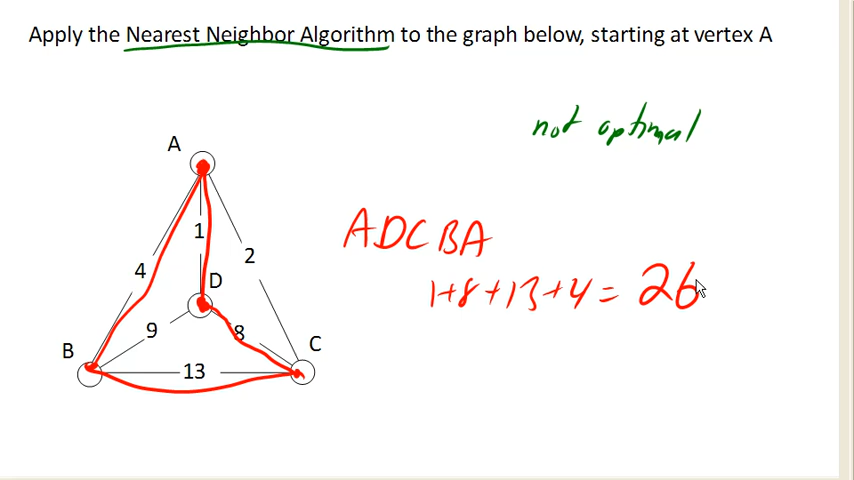 Apply the Nearest Neighbor Algorithm to the graph below, starting at vertex A
not optimal
A
1
2
ADCBA
4
D
1+8+13+4=26
9
8
B
C
13